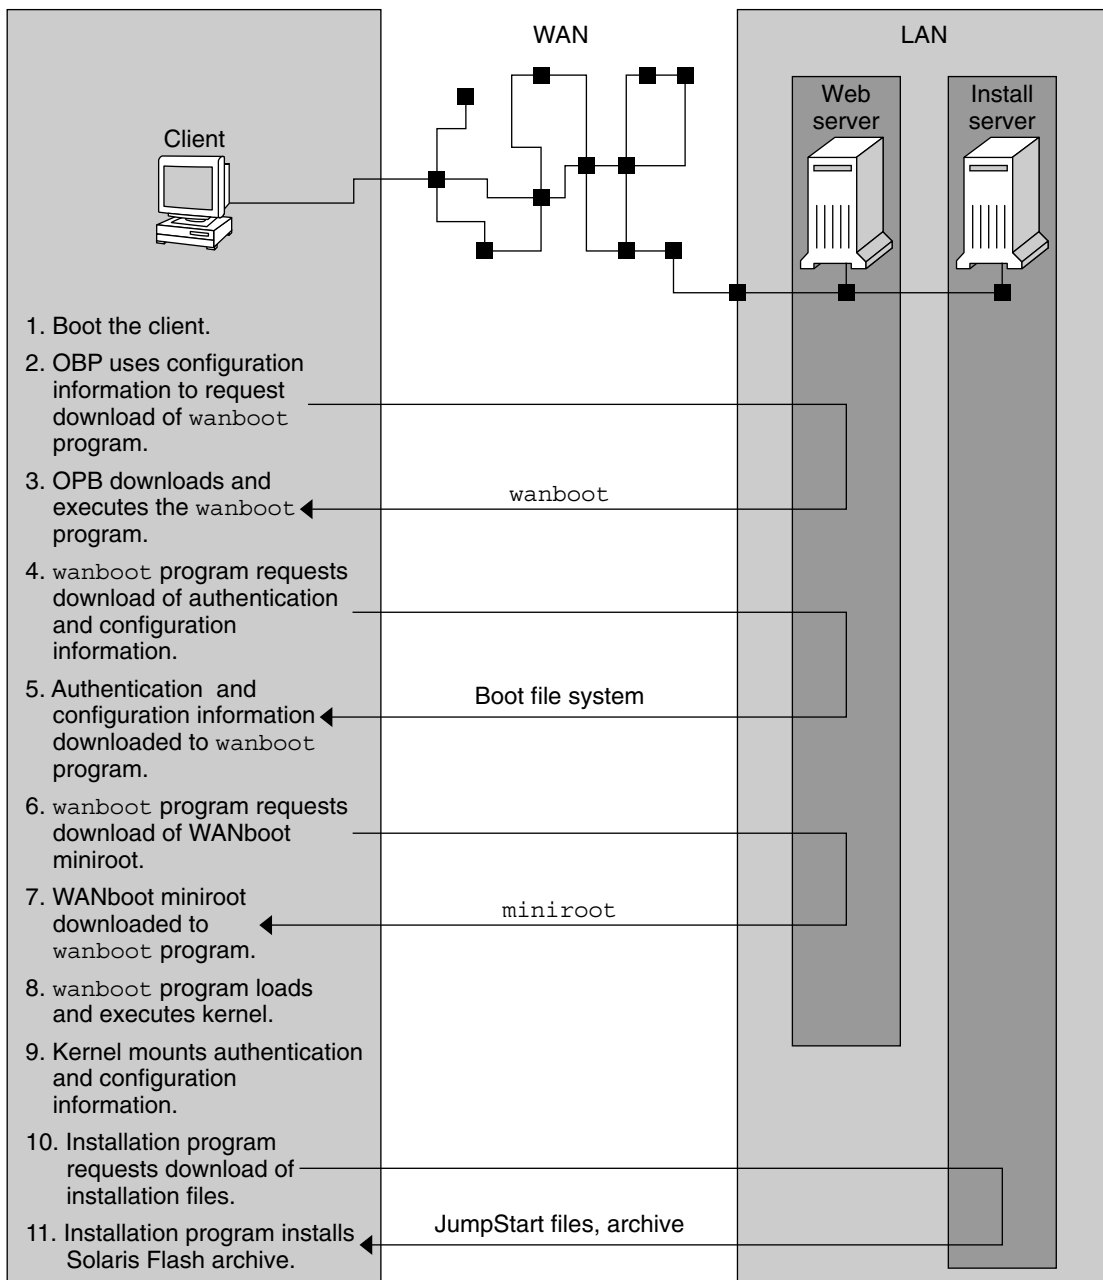 WAN
LAN
Client
Web
server
Install
server
1. Boot the client.
2. OBP uses configuration
information to request
download of wanboot
program.
3. OPB downloads and
executes the wanboot
program.
wanboot
4. wanboot program requests
download of authentication
and configuration
information.
5. Authentication and
configuration information
downloaded to wanboot
program.
Boot file system
6. wanboot program requests
download of WANboot
miniroot.
7. WANboot miniroot
downloaded to
wanboot program.
miniroot
8. wanboot program loads
and executes kernel.
9. Kernel mounts authentication
and configuration
information.
10. Installation program
requests download of
installation files.
11. Installation program installs
Solaris Flash archive.
JumpStart files, archive